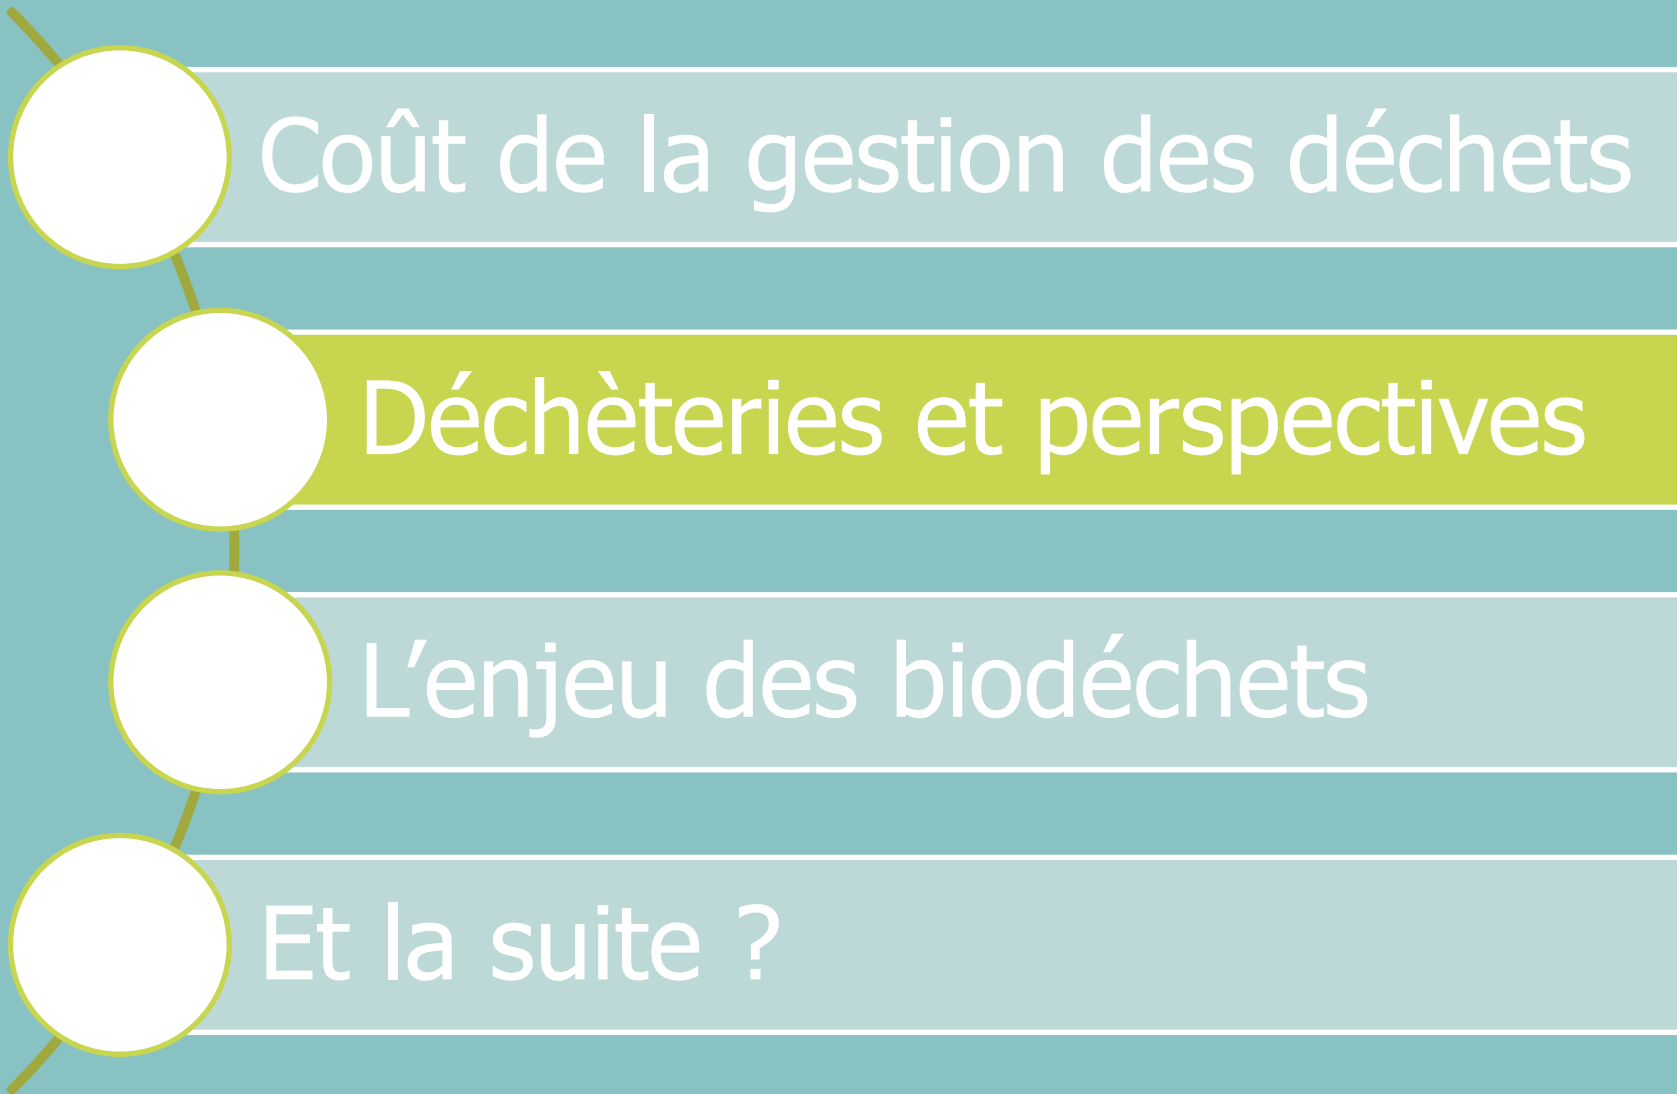 Coût de la gestion des déchets
Déchèteries et perspectives
L’enjeu des biodéchets
Et la suite ?